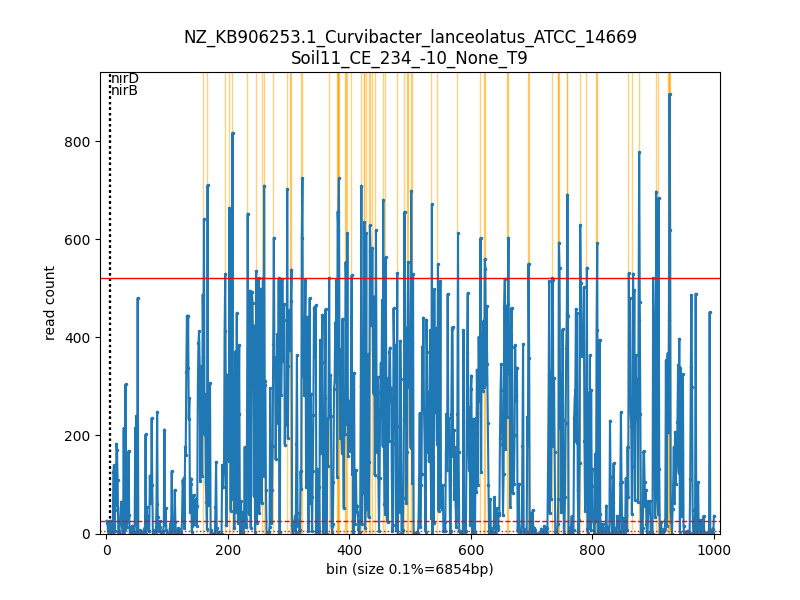 NZ_KB906253.1_Curvibacter_lanceolatus_ATCC_14669
Soil11_CE_234_-10_None_T9
nirD
nirB
800
600
400
200
0
read count
0 200 400 600 800 1000
bin (size 0.1%=6854bp)